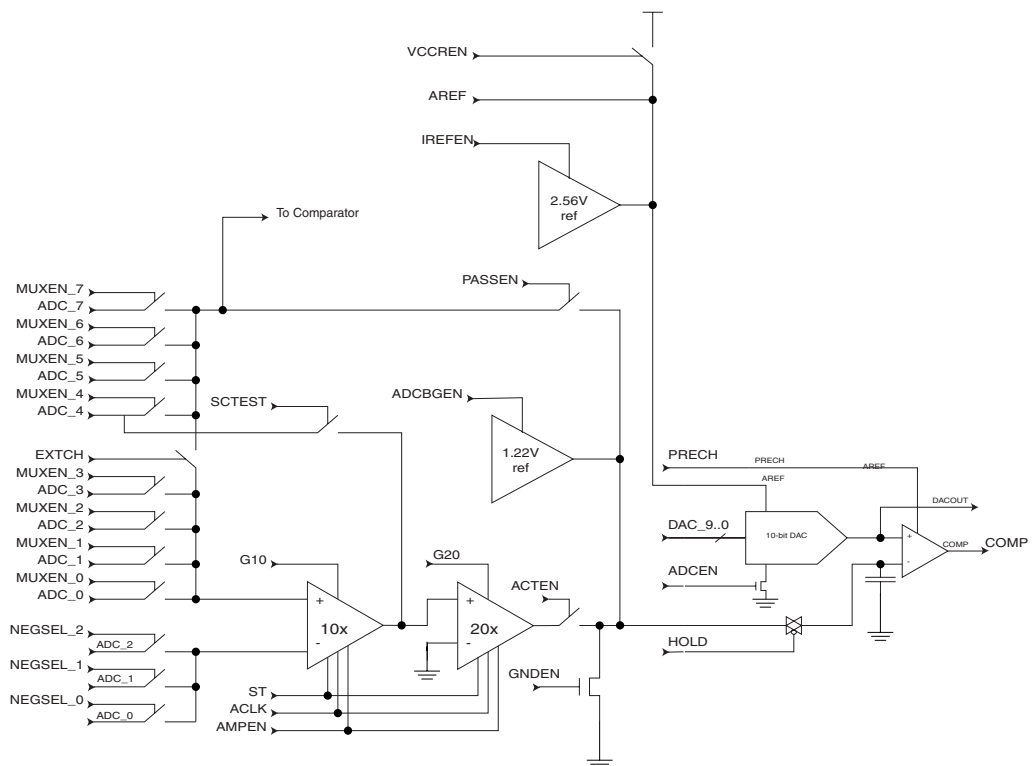 VCCREN
AREF
IREFEN
2.56V
ref
To Comparator
PASSEN
MUXEN_7
ADC_7
MUXEN_6
ADC_6
MUXEN_5
ADC_5
MUXEN_4
ADC_4
SCTEST
ADCBGEN
1.22V
ref
EXTCH
MUXEN_3
ADC_3
MUXEN_2
ADC_2
MUXEN_1
ADC_1
MUXEN_0
ADC_0
PRECH
PRECH
AREF
AREF
DACOUT
DAC_9..0
10-bit DAC
+
-
COMP
COMP
ADCEN
G10
+
10x
-
G20
+
20x
-
ACTEN
NEGSEL_2
ADC_2
NEGSEL_1
ADC_1
NEGSEL_0
ADC_0
HOLD
GNDEN
ST
ACLK
AMPEN